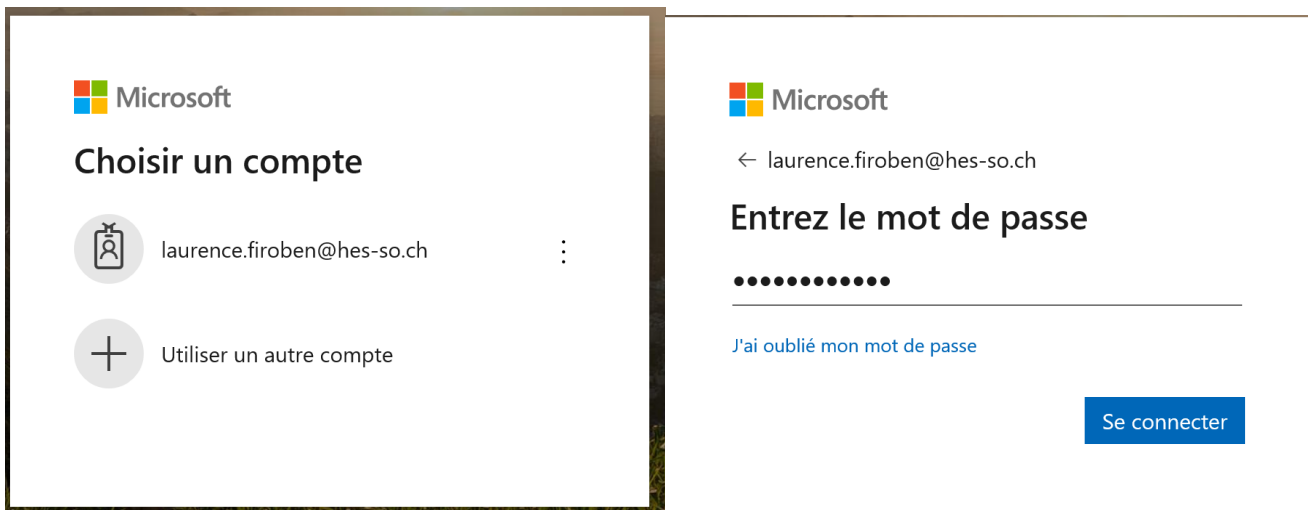 Microsoft
Choisir un compte
laurence.firoben@hes-so.ch
Utiliser un autre compte
Microsoft
laurence.firoben@hes-so.ch
Entrez le mot de passe
J'ai oublié mon mot de passe
Se connecter